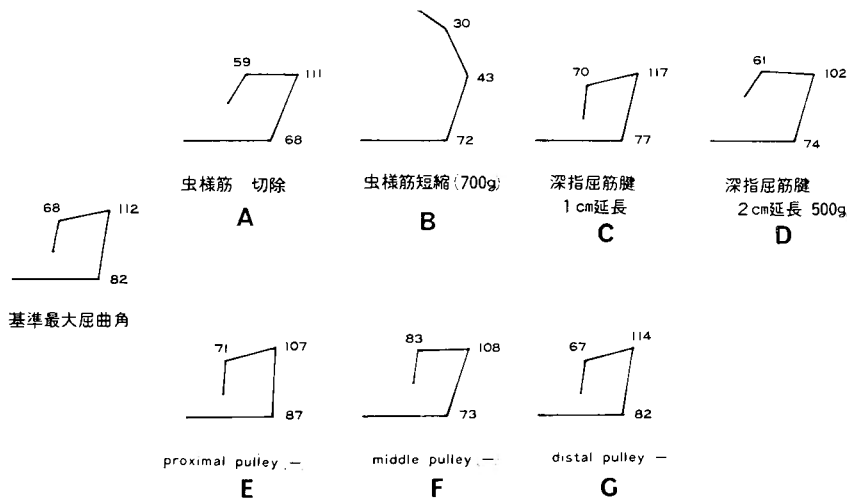 59
111
68
虫様筋 切除
A
30
43
72
虫様筋短縮(700g)
B
70
117
77
深指屈筋腱
1cm延長
C
61
102
74
深指屈筋腱
2cm延長 500g
D
68
112
82
基準最大屈曲角
71
107
87
proximal pulley (-)
E
83
108
73
middle pulley (-)
F
67
114
82
distal pulley -
G